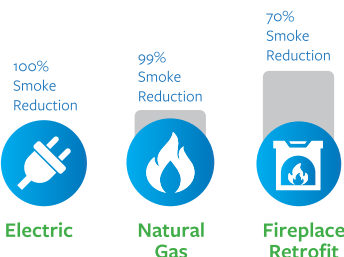 100%
Smoke
Reduction
Electric
99%
Smoke
Reduction
Natural
Gas
70%
Smoke
Reduction
Fireplace
Retrofit